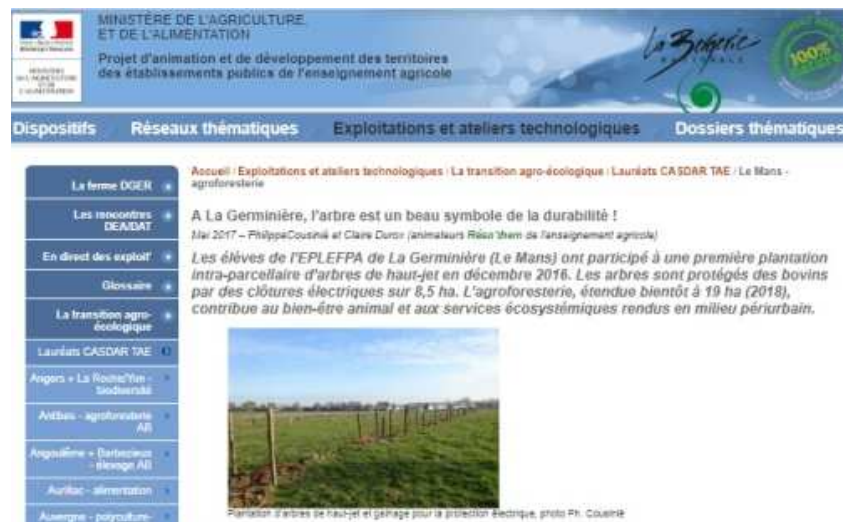 MINISTÈRE DE L'AGRICULTURE
ET DE L'ALIMENTATION
Projet d'animation et de développement des territoires
des établissements publics de l'enseignement agricole
La Bergerie
NATIONALE
100%
Dispositifs Réseaux thématiques Exploitations et ateliers technologiques Dossiers thématiques
Accueil / Exploitations et ateliers technologiques / La transition agro-écologique / Lauréats CASDAR TAE / Le Mans -
agroforesterie
La ferme DGER
Les rencontres
DEA/DAT
En direct des exploit'
Glossaire
La transition agro-
écologique
Lauréats CASDAR TAE
Angers + La Roche/Yon -
biodiversité
Antibes - agroforesterie
AB
Angoulême + Barbezieux
- élevage AB
Aurillac - alimentation
Auvergne - polyculture-
A La Germinière, l'arbre est un beau symbole de la durabilité !
Mai 2017 – Philippe Cousinié et Claire Durox (animateurs Réso'them de l'enseignement agricole)
Les élèves de l'EPLEFPA de La Germinière (Le Mans) ont participé à une première plantation
intra-parcellaire d'arbres de haut-jet en décembre 2016. Les arbres sont protégés des bovins
par des clôtures électriques sur 8,5 ha. L'agroforesterie, étendue bientôt à 19 ha (2018),
contribue au bien-être animal et aux services écosystémiques rendus en milieu périurbain.
Plantation d'arbres de haut-jet et gainage pour la protection électrique, photo Ph. Cousinié